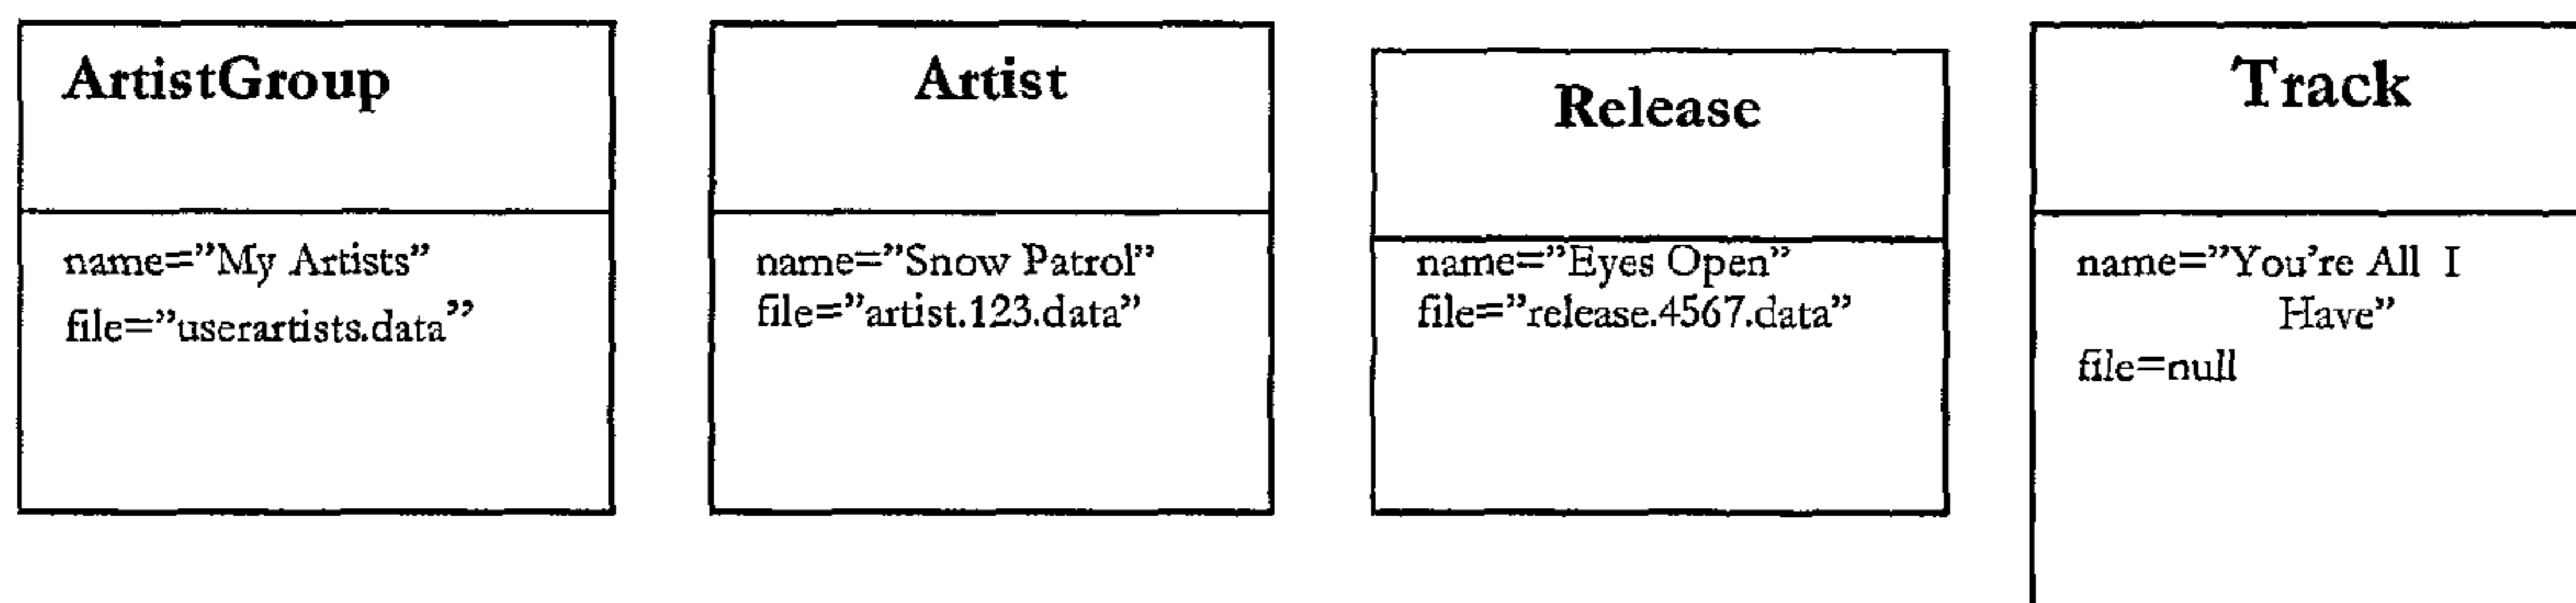 ArtistGroup
name=”My Artists”
file=”userartists.data”
Artist
name=”Snow Patrol”
file=”artist.123.data”
Release
name=”Eyes Open”
file=”release.4567.data”
Track
name=”You’re All I
Have”
file=null